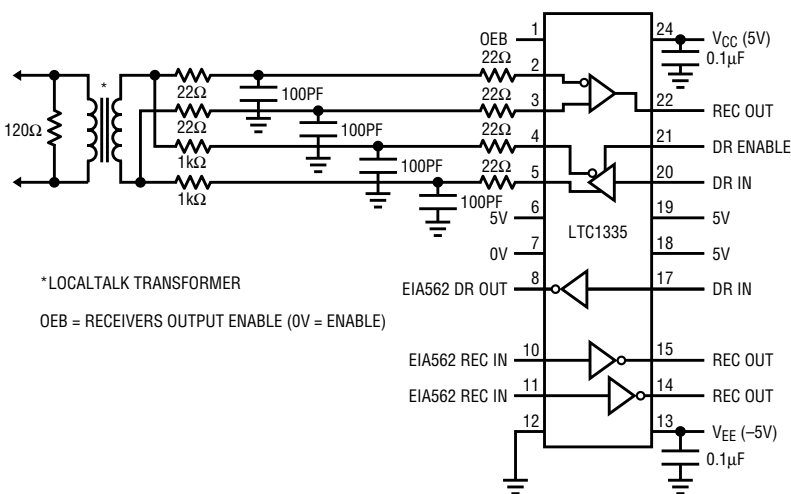 1
OEB
24
VCC (5V)
0.1µF
22Ω
2
22Ω
100PF
22Ω
3
22
REC OUT
120Ω
*
22Ω
100PF
22Ω
4
21
DR ENABLE
1kΩ
100PF
22Ω
5
20
DR IN
1kΩ
100PF
5V
6
19
5V
LTC1335
0V
7
18
5V
*LOCALTALK TRANSFORMER
EIA562 DR OUT
8
17
DR IN
OEB = RECEIVERS OUTPUT ENABLE (0V = ENABLE)
EIA562 REC IN
10
15
REC OUT
EIA562 REC IN
11
14
REC OUT
12
13
VEE (–5V)
0.1µF